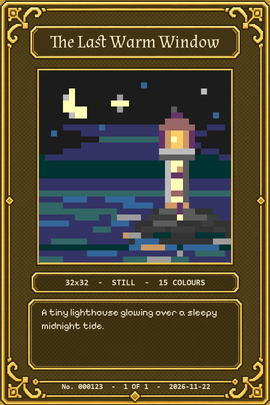 The Last Warm Window
32x32 - STILL - 15 COLOURS
A tiny lighthouse glowing over a sleepy
midnight tide.
No. 000123 - 1 OF 1 - 2026-11-22